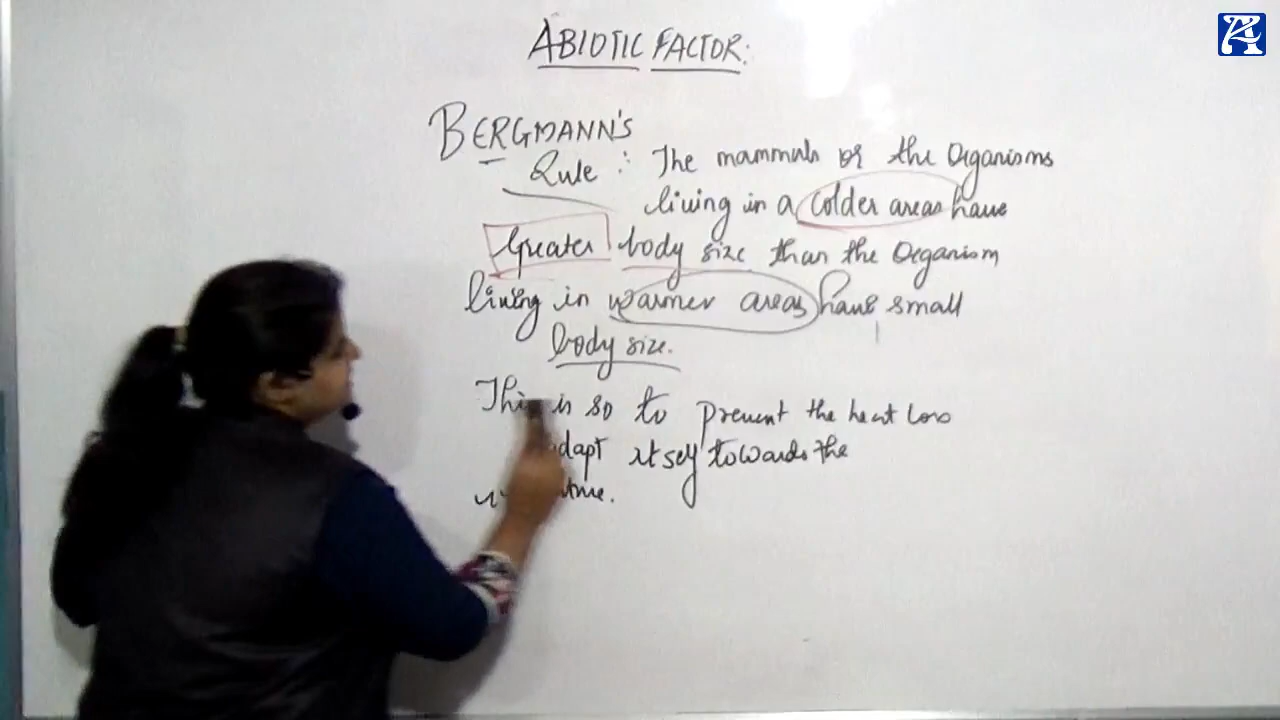 ABIOTIC FACTOR:
BERGMANN'S
Rule : The mammals or the Organisms
living in a colder areas have
Greater body size than the Organism
living in warmer areas have small
body size.
This is so to prevent the heat loss
adapt itself towards the